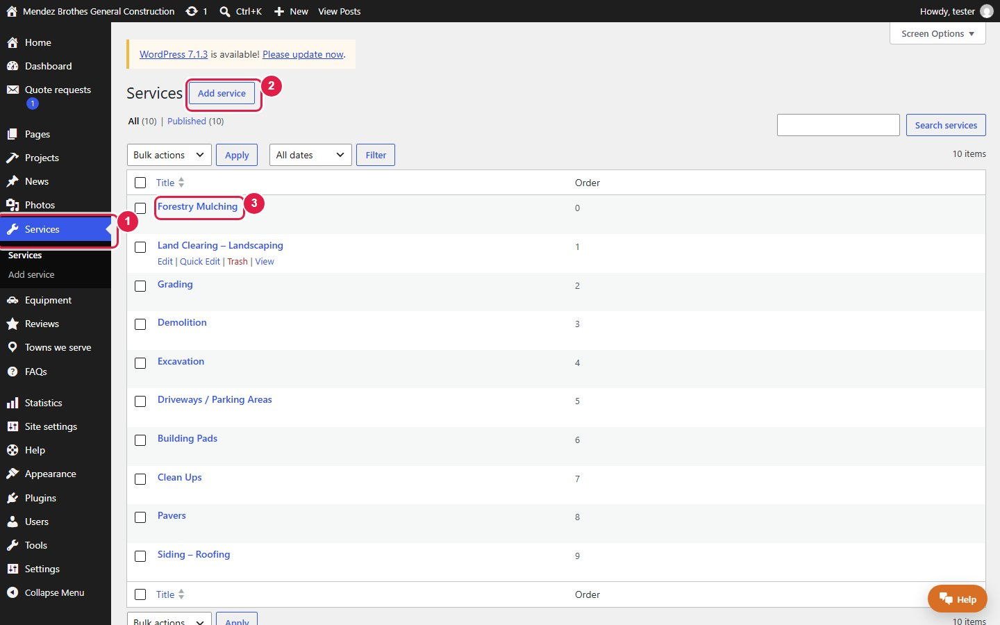 Mendez Brothes General Construction 1 Ctrl+K New View Posts Howdy, tester
Screen Options
Home
Dashboard
Quote requests
1
Pages
Projects
News
Photos
Services
Services
Add service
Equipment
Reviews
Towns we serve
FAQs
Statistics
Site settings
Help
Appearance
Plugins
Users
Tools
Settings
Collapse Menu
WordPress 7.1.3 is available! Please update now.
Services Add service 2
1
All (10) | Published (10)
Search services
Bulk actions Apply All dates Filter 10 items
Title Order
Forestry Mulching 3 0
Land Clearing – Landscaping 1
Edit | Quick Edit | Trash | View
Grading 2
Demolition 3
Excavation 4
Driveways / Parking Areas 5
Building Pads 6
Clean Ups 7
Pavers 8
Siding – Roofing 9
Title Order
Help
Bulk actions Apply 10 items